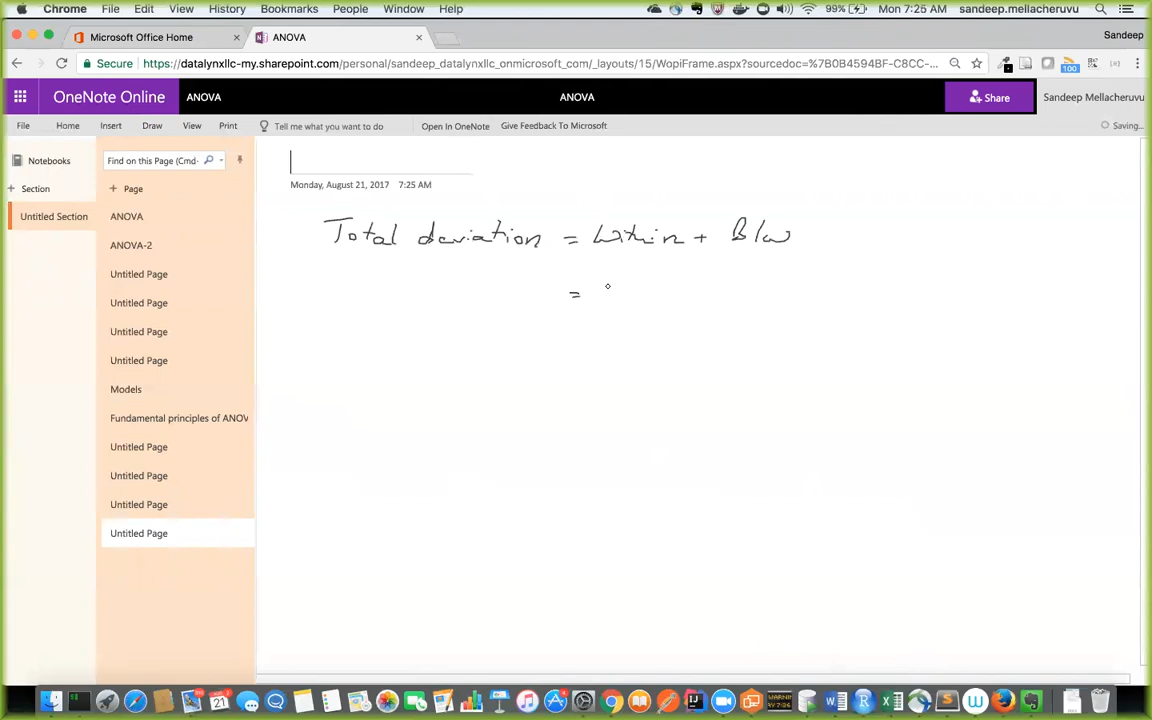 Chrome File Edit View History Bookmarks People Window Help 99% Mon 7:25 AM sandeep.mellacheruvu
Microsoft Office Home × ANOVA × Sandeep
Secure https://datalynxllc-my.sharepoint.com/personal/sandeep_datalynxllc_onmicrosoft_com/_layouts/15/WopiFrame.aspx?sourcedoc=%7B0B4594BF-C8CC-... 100
OneNote Online ANOVA ANOVA Share Sandeep Mellacheruvu
File Home Insert Draw View Print Tell me what you want to do Open In OneNote Give Feedback To Microsoft Saving...
Notebooks Find on this Page (Cmd-
+ Section + Page
Monday, August 21, 2017 7:25 AM
Untitled Section ANOVA
Total deviation = Within + B/w
ANOVA-2
Untitled Page
=
Untitled Page
Untitled Page
Untitled Page
Models
Fundamental principles of ANOV
Untitled Page
Untitled Page
Untitled Page
Untitled Page